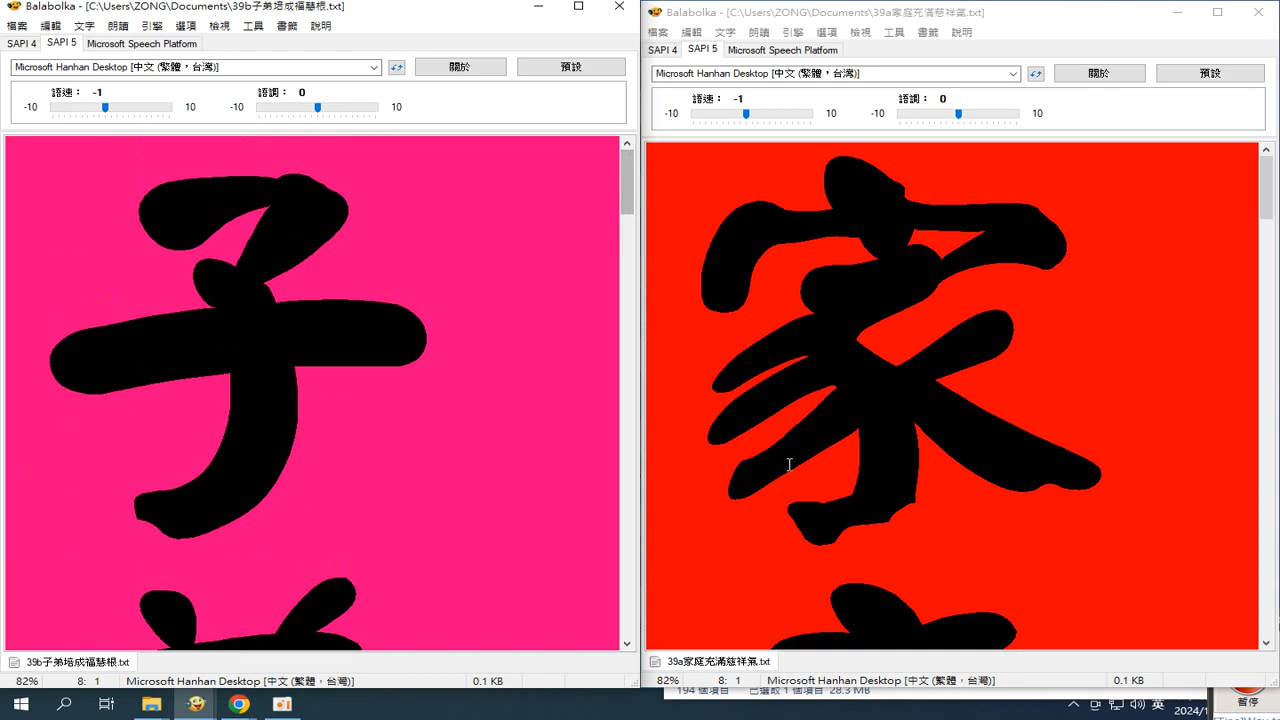 Balabolka - [C:\Users\ZONG\Documents\39b子弟培成福慧根.txt]
檔案 編輯 文字 朗讀 引擎 選項 檢視 工具 書籤 說明
SAPI 4 SAPI 5 Microsoft Speech Platform
Microsoft Hanhan Desktop [中文 (繁體，台灣)]
關於 預設
語速： -1 語調： 0
-10 10 -10 10
子
39b子弟培成福慧根.txt
82% 8: 1 Microsoft Hanhan Desktop [中文 (繁體，台灣)] 0.1 KB
Balabolka - [C:\Users\ZONG\Documents\39a家庭充滿慈祥氣.txt]
檔案 編輯 文字 朗讀 引擎 選項 檢視 工具 書籤 說明
SAPI 4 SAPI 5 Microsoft Speech Platform
Microsoft Hanhan Desktop [中文 (繁體，台灣)]
關於 預設
語速： -1 語調： 0
-10 10 -10 10
家
39a家庭充滿慈祥氣.txt
82% 8: 1 Microsoft Hanhan Desktop [中文 (繁體，台灣)] 0.1 KB
194 個項目 已選取 1 個項目 28.3 MB
英
2024/1
暫停